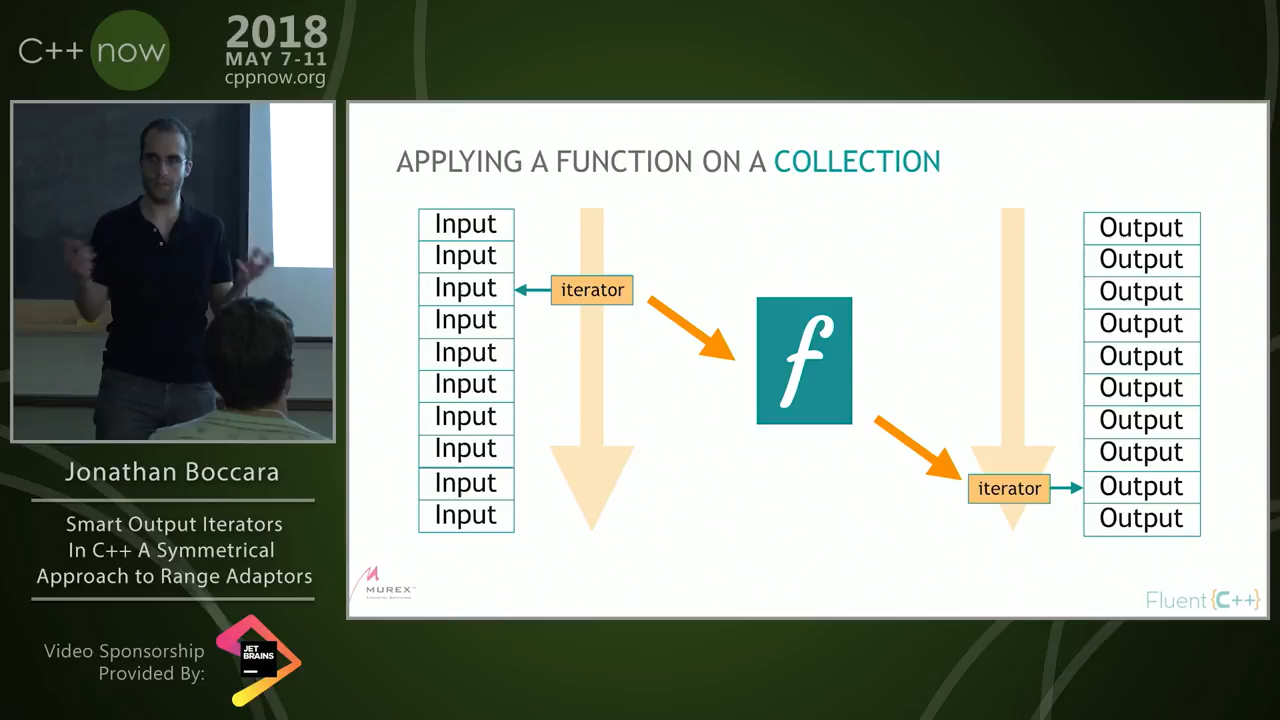 C++ now
2018
MAY 7-11
cppnow.org
APPLYING A FUNCTION ON A COLLECTION
Input
Input
Input
Input
Input
Input
Input
Input
Input
Input
iterator
f
iterator
Output
Output
Output
Output
Output
Output
Output
Output
Output
Output
MUREX
Fluent {C++}
Jonathan Boccara
Smart Output Iterators
In C++ A Symmetrical
Approach to Range Adaptors
Video Sponsorship
Provided By:
JET
BRAINS